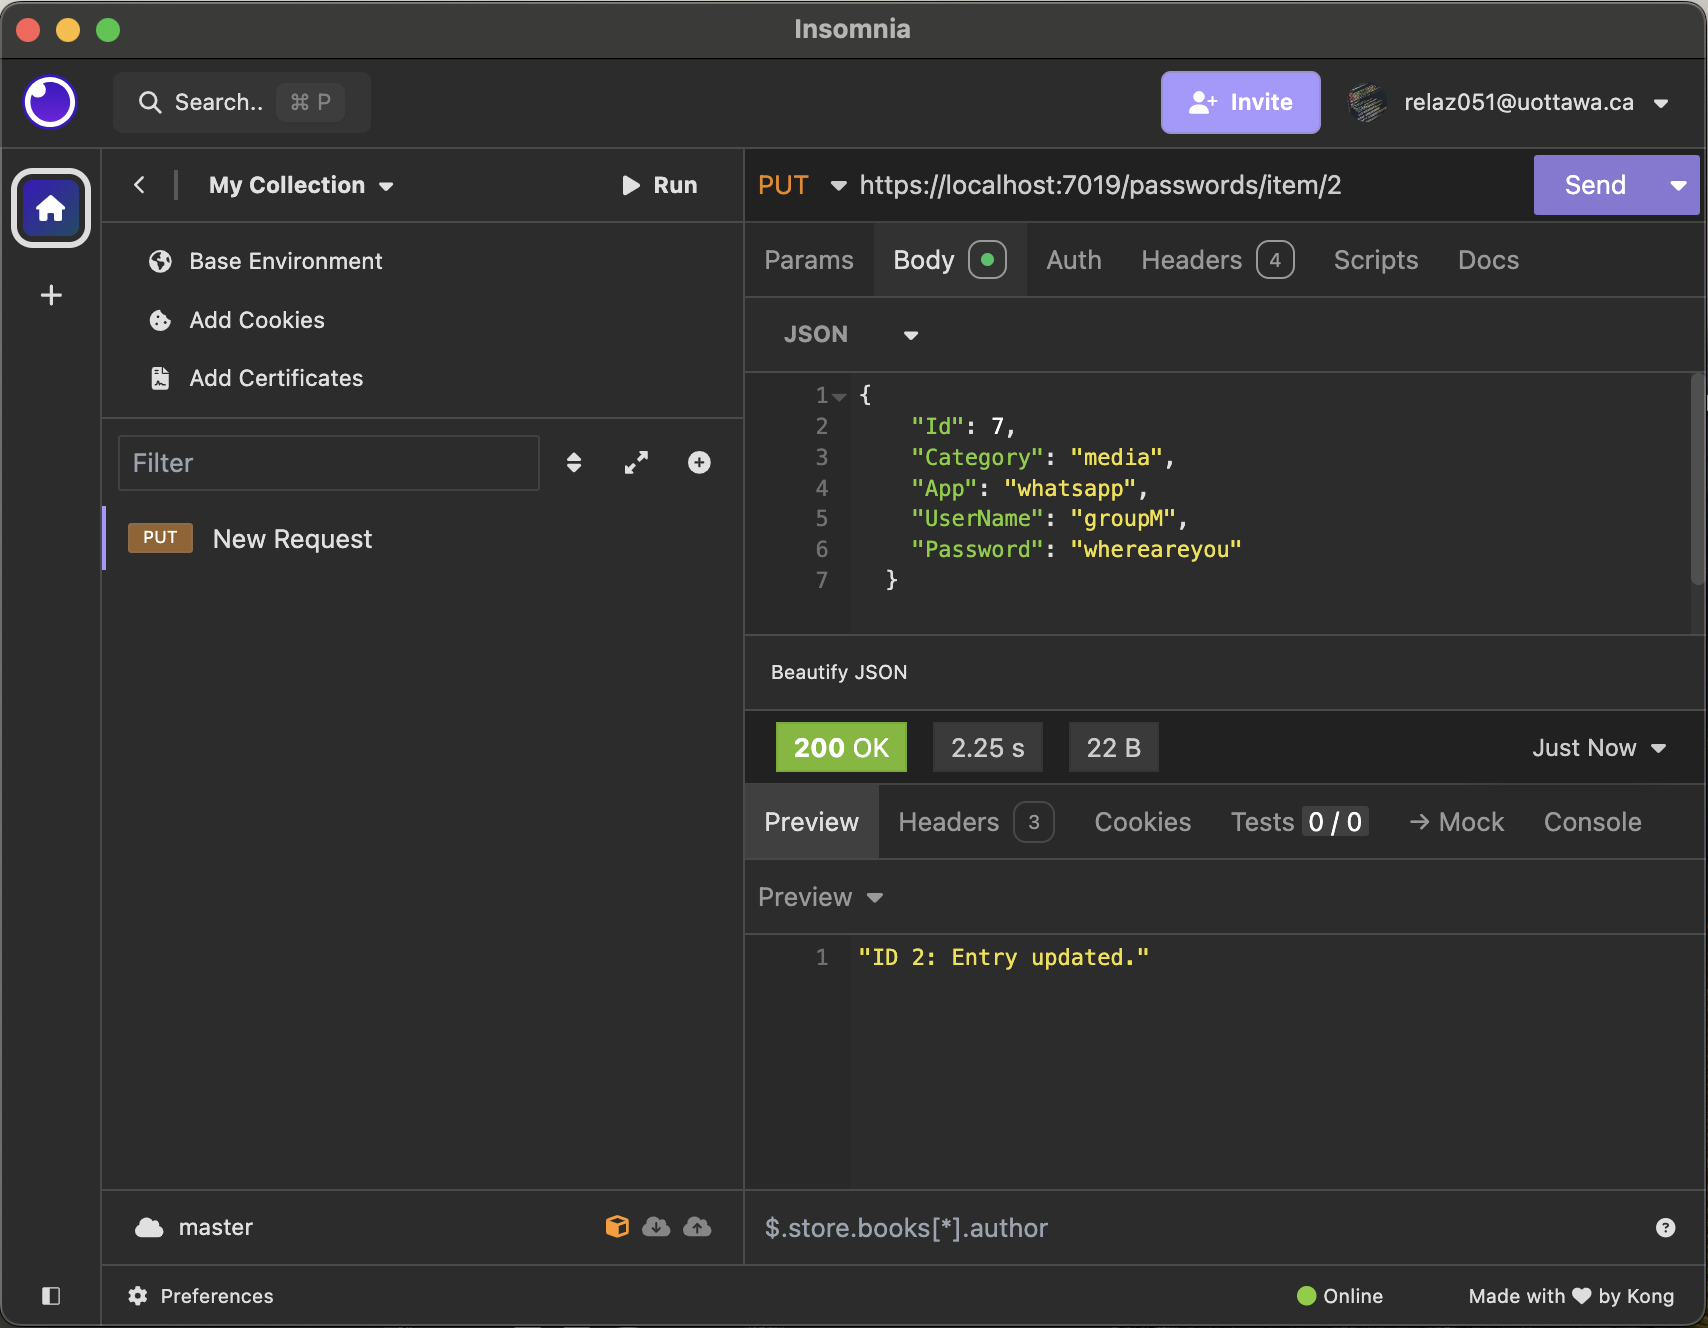 Insomnia
Search.. ⌘ P
Invite
relaz051@uottawa.ca
My Collection
Run
PUT https://localhost:7019/passwords/item/2
Send
Base Environment
Add Cookies
Add Certificates
Filter
PUT New Request
Params Body Auth Headers 4 Scripts Docs
JSON
1 {
2 "Id": 7,
3 "Category": "media",
4 "App": "whatsapp",
5 "UserName": "groupM",
6 "Password": "whereareyou"
7 }
Beautify JSON
200 OK 2.25 s 22 B Just Now
Preview Headers 3 Cookies Tests 0 / 0 → Mock Console
Preview
1 "ID 2: Entry updated."
master
$.store.books[*].author
Preferences
Online
Made with ♥ by Kong